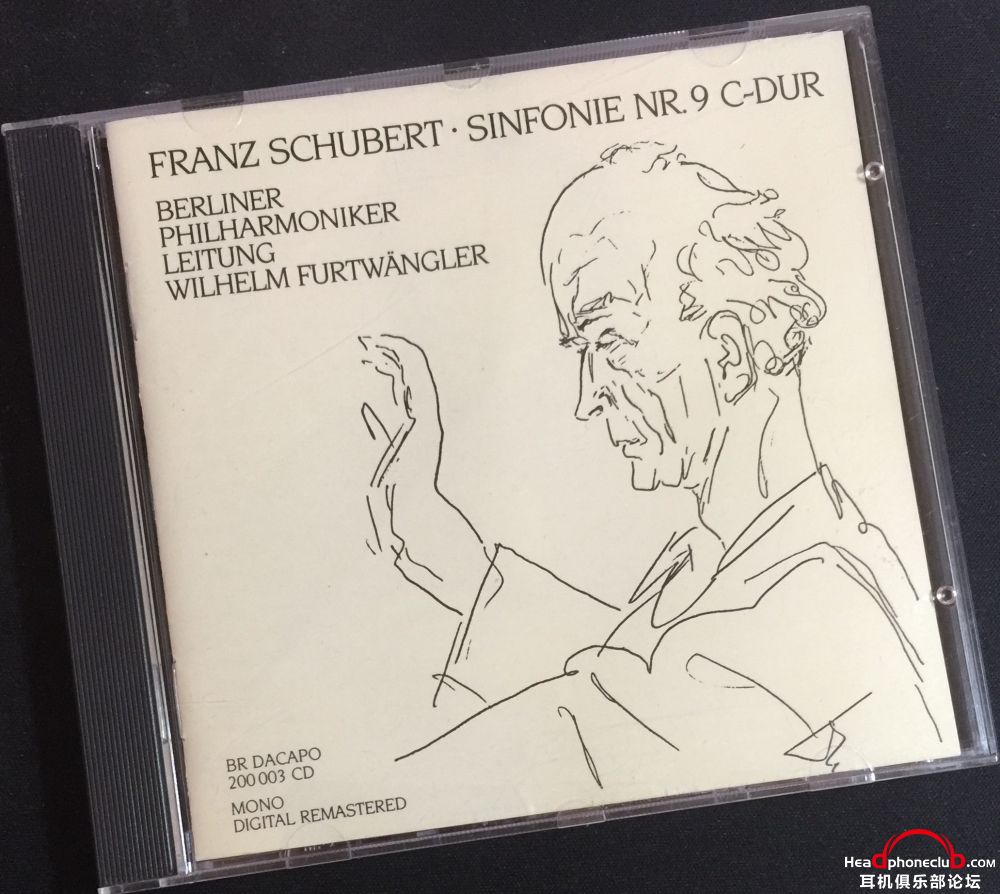 FRANZ SCHUBERT · SINFONIE NR. 9 C-DUR
BERLINER
PHILHARMONIKER
LEITUNG
WILHELM FURTWÄNGLER
BR DACAPO
200 003 CD
MONO
DIGITAL REMASTERED
Headphoneclub.COM
耳机俱乐部论坛